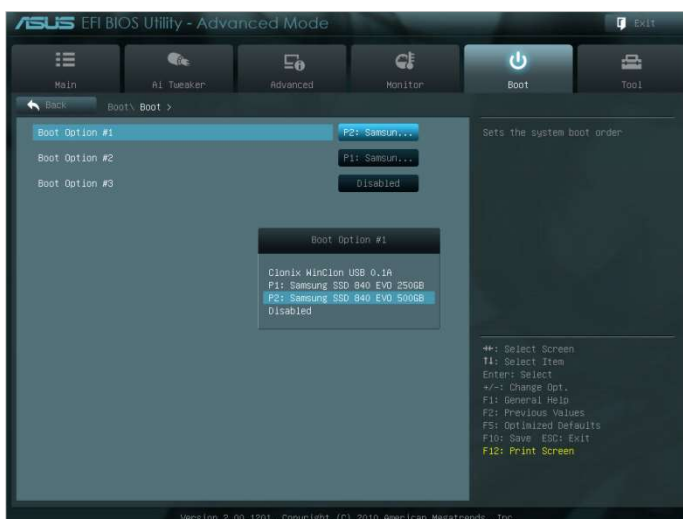 ASUS EFI BIOS Utility - Advanced Mode
Exit
Main
Ai Tweaker
Advanced
Monitor
Boot
Tool
Back
Boot\ Boot >
Boot Option #1 P2: Samsun...
Boot Option #2 P1: Samsun...
Boot Option #3 Disabled
Sets the system boot order
Boot Option #1
Clonix WinClon USB 0.1A
P1: Samsung SSD 840 EVO 250GB
P2: Samsung SSD 840 EVO 500GB
Disabled
→←: Select Screen
↑↓: Select Item
Enter: Select
+/-: Change Opt.
F1: General Help
F2: Previous Values
F5: Optimized Defaults
F10: Save ESC: Exit
F12: Print Screen
Version 2.00.1201. Copyright (C) 2010 American Megatrends, Inc.